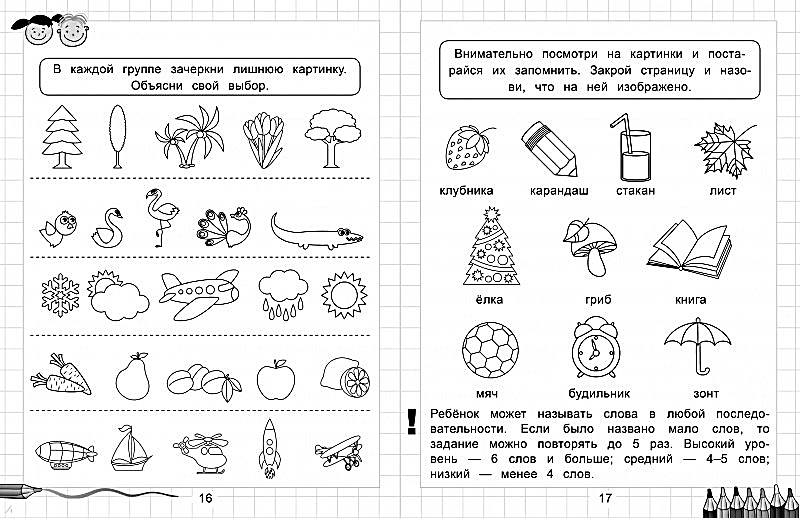 В каждой группе зачеркни лишнюю картинку.
Объясни свой выбор.
16
Внимательно посмотри на картинки и поста-
райся их запомнить. Закрой страницу и назо-
ви, что на ней изображено.
клубника карандаш стакан лист
ёлка гриб книга
мяч будильник зонт
! Ребёнок может называть слова в любой последо-
вательности. Если было названо мало слов, то
задание можно повторять до 5 раз. Высокий уро-
вень — 6 слов и больше; средний — 4–5 слов;
низкий — менее 4 слов.
17